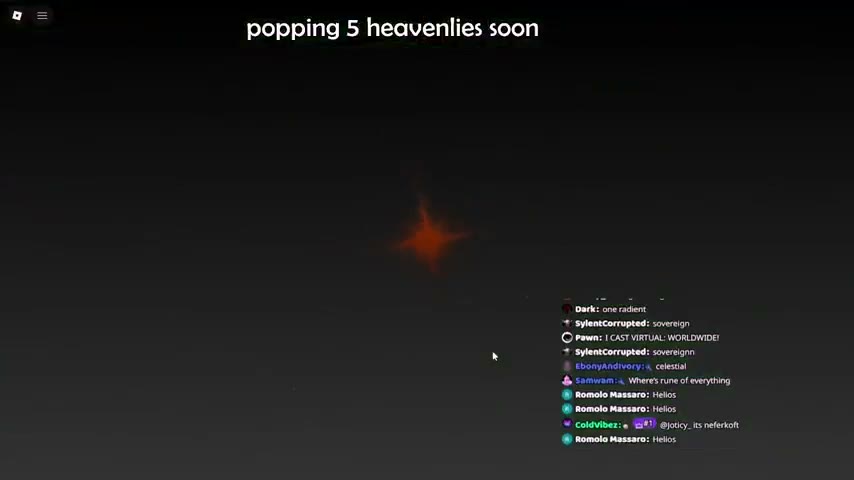 popping 5 heavenlies soon
Dark: one radient
SylentCorrupted: sovereign
Pawn: I CAST VIRTUAL: WORLDWIDE!
SylentCorrupted: sovereignn
EbonyAndIvory: celestial
Samwam: Where's rune of everything
Romolo Massaro: Helios
Romolo Massaro: Helios
ColdVibez: #1 @Joticy_ its neferkoft
Romolo Massaro: Helios